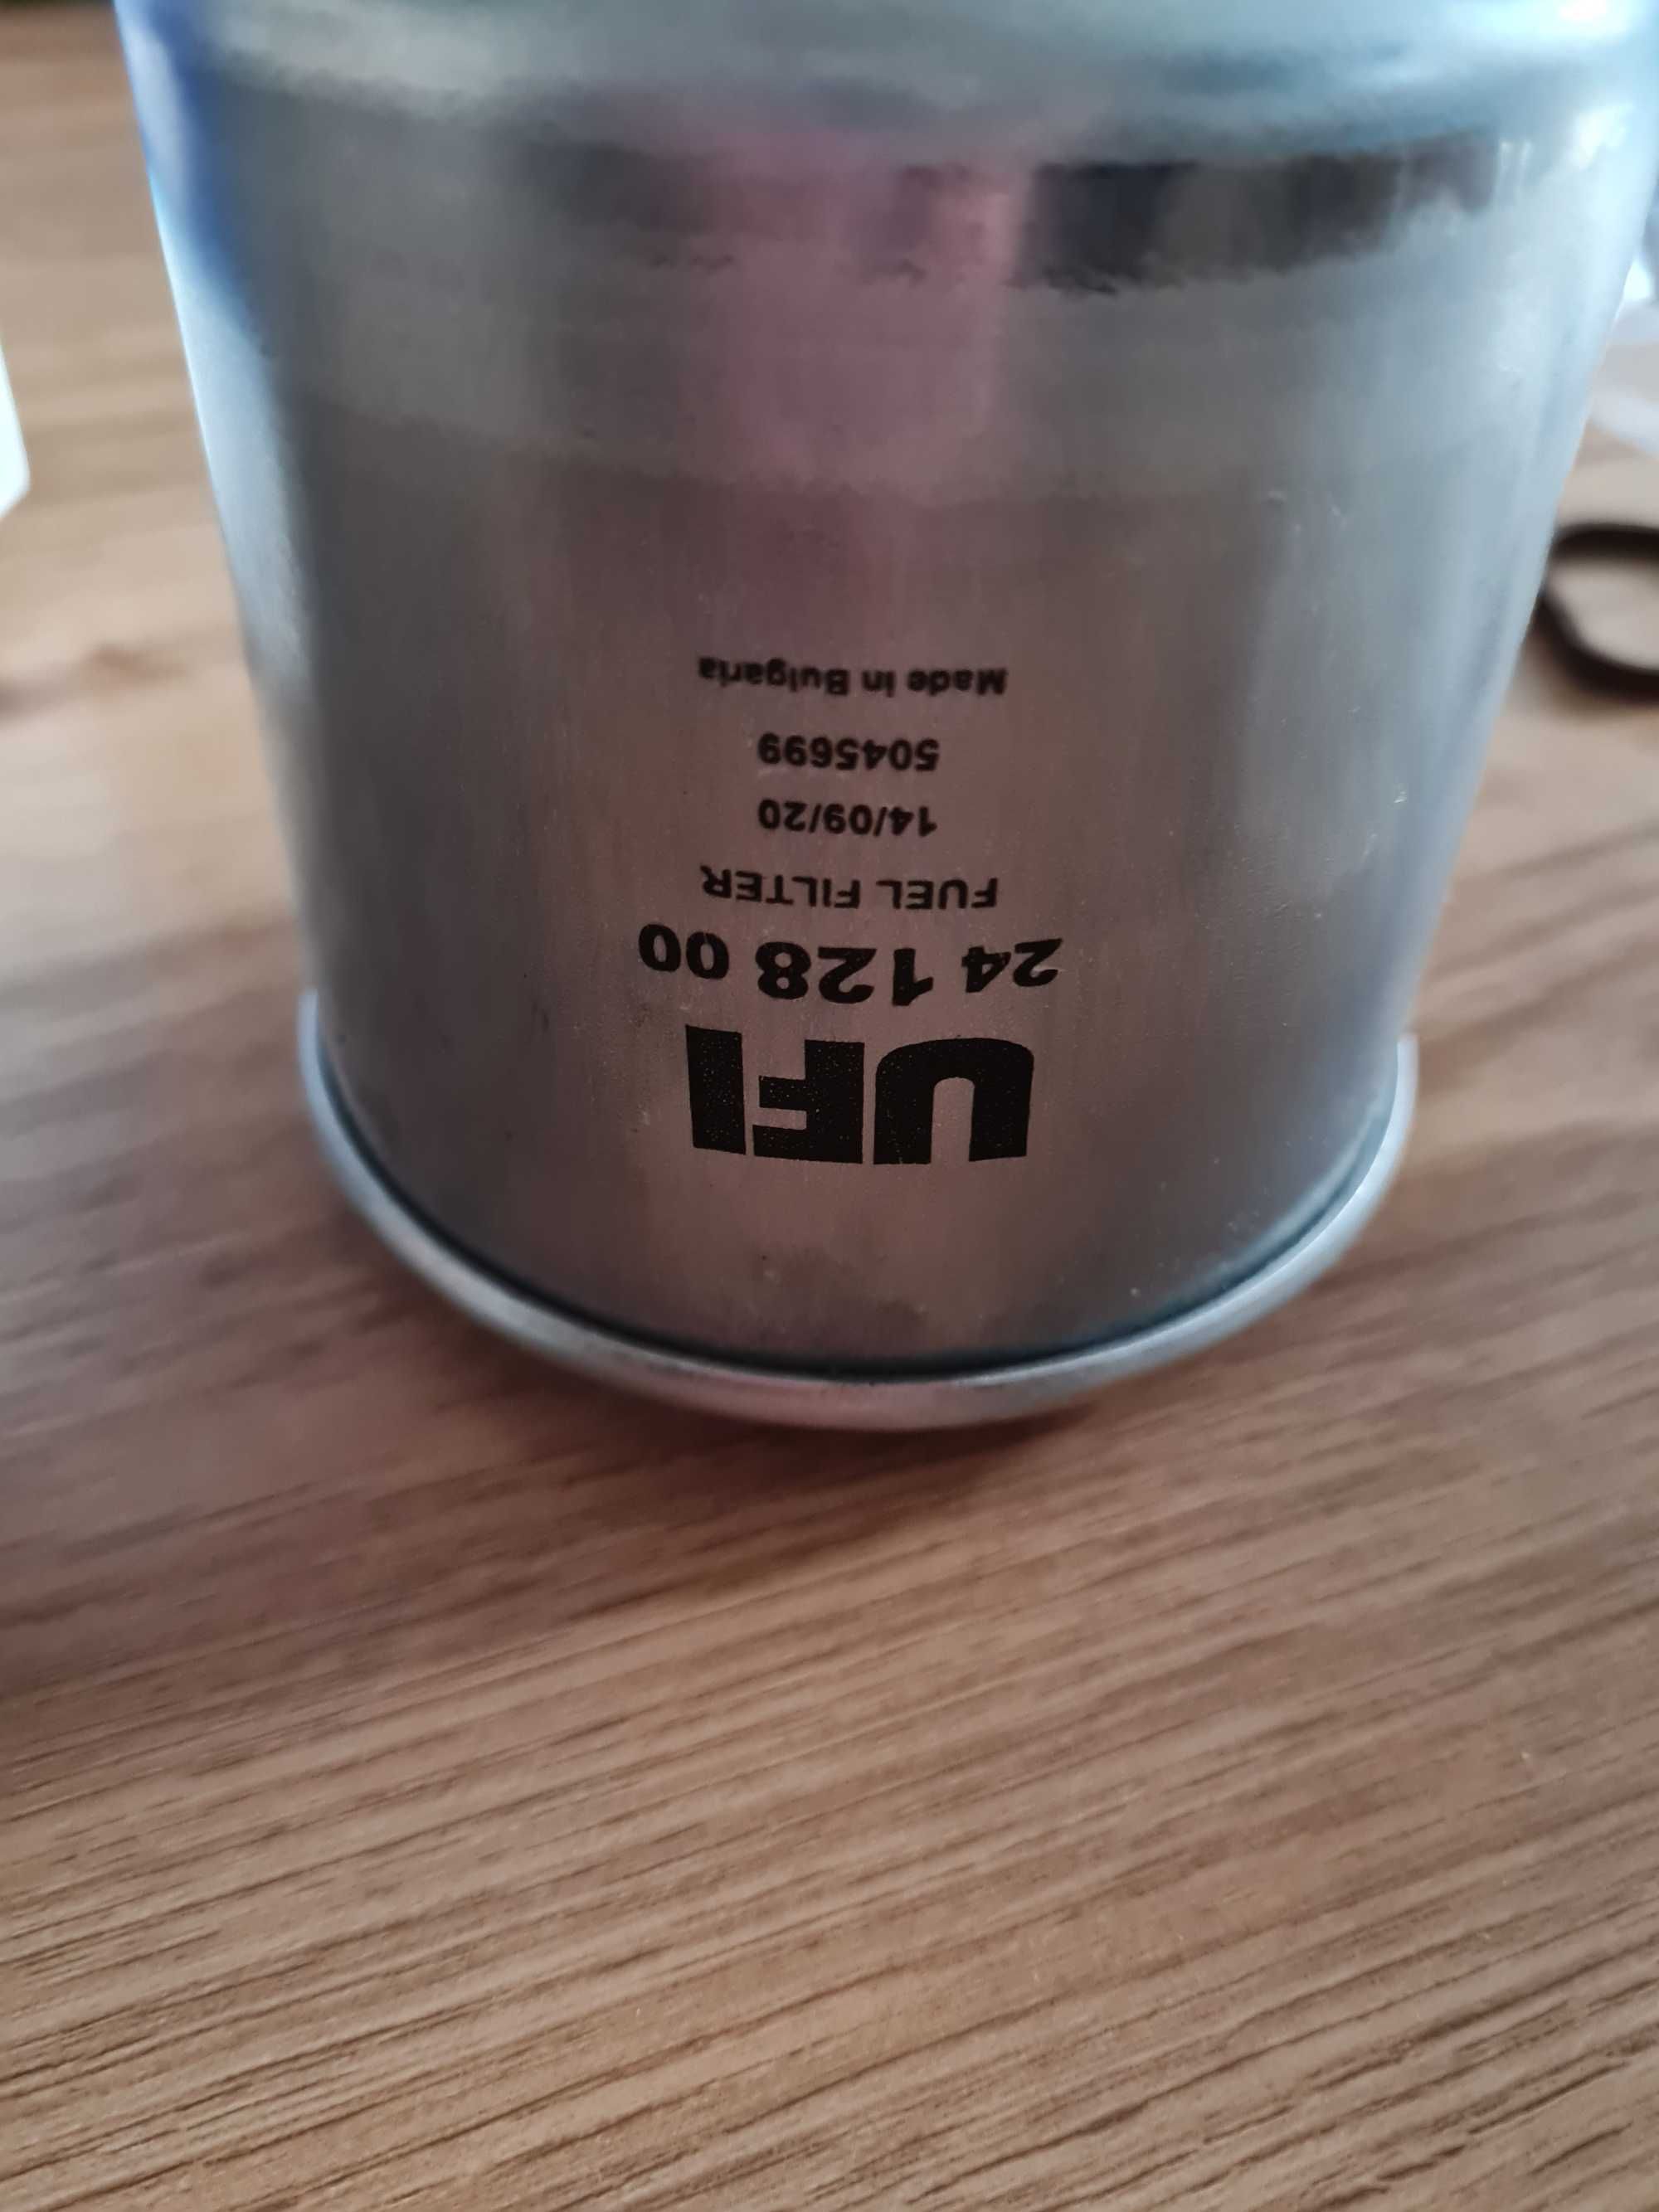 UFI
24 128 00
FUEL FILTER
14/09/20
5045699
Made in Bulgaria